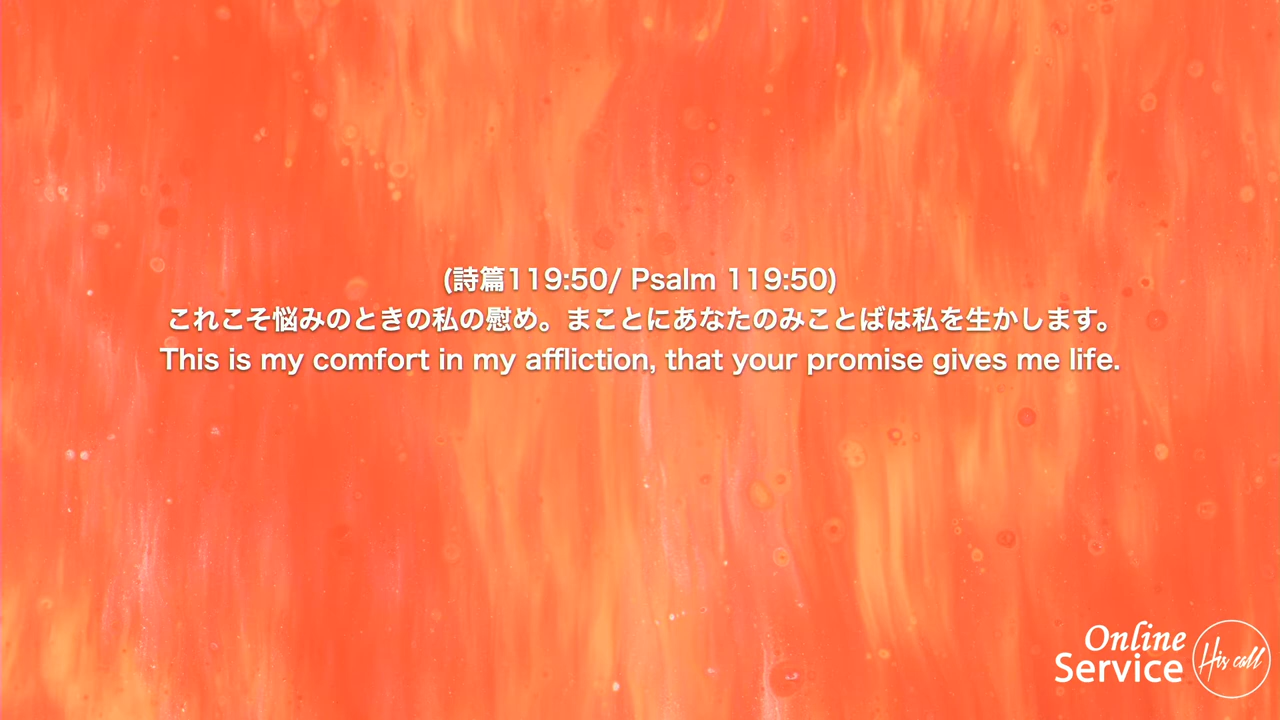 (詩篇119:50/ Psalm 119:50)
これこそ悩みのときの私の慰め。まことにあなたのみことばは私を生かします。
This is my comfort in my affliction, that your promise gives me life.
Online
Service
His call